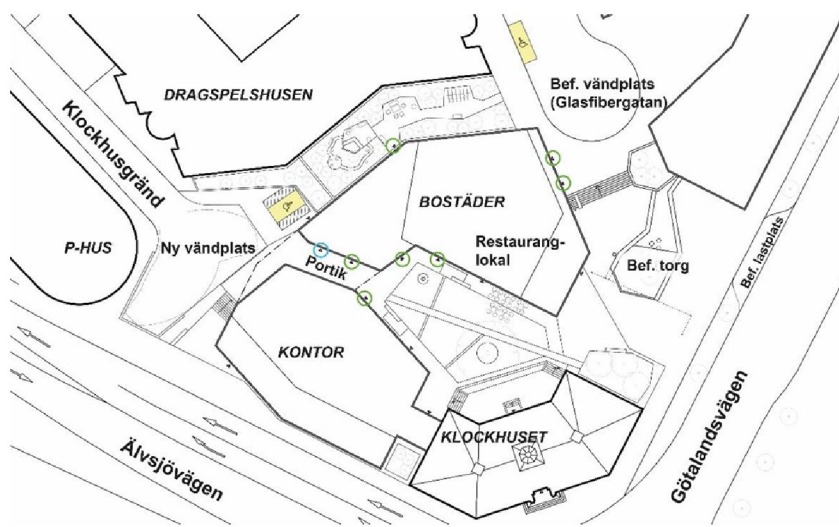 DRAGSPELSHUSEN
Bef. vändplats
(Glasfibergatan)
Klockhusgränd
BOSTÄDER
P-HUS
Ny vändplats
Restaurang-
lokal
Portik
Bef. torg
Bef. lastplats
KONTOR
KLOCKHUSET
Älvsjövägen
Götalandsvägen